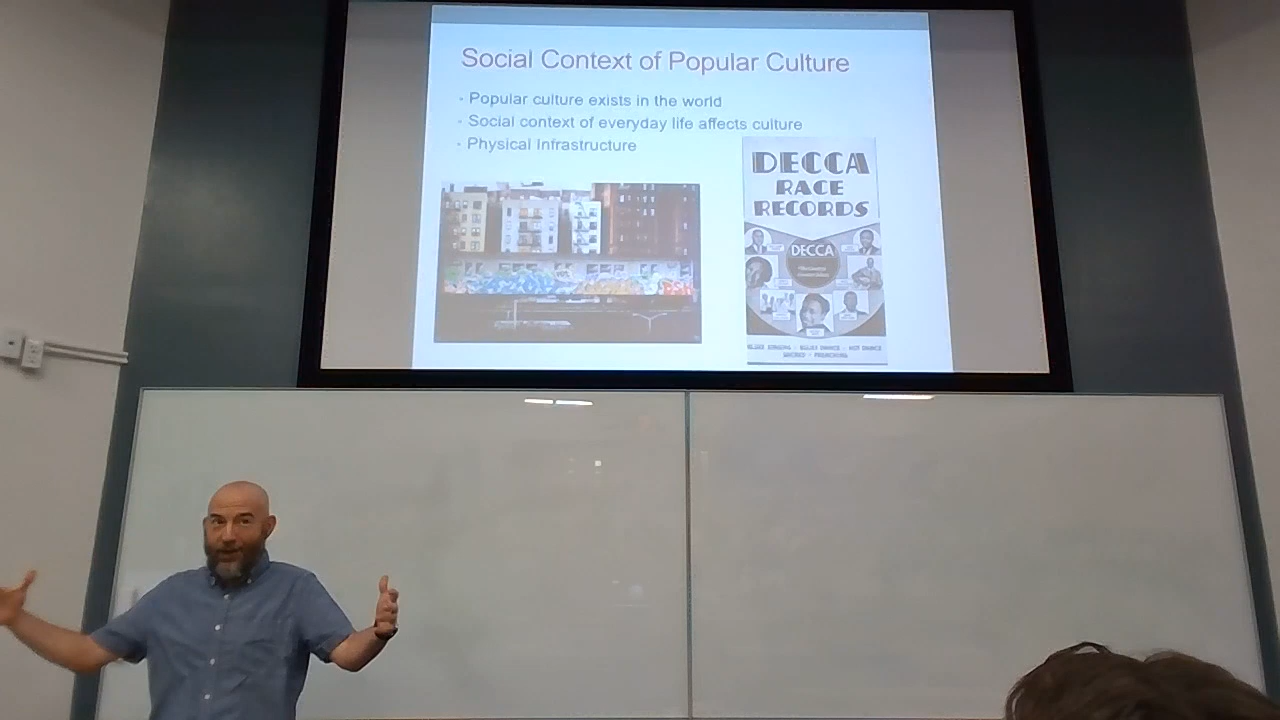 Social Context of Popular Culture
· Popular culture exists in the world
· Social context of everyday life affects culture
· Physical Infrastructure
DECCA
RACE
RECORDS
DECCA